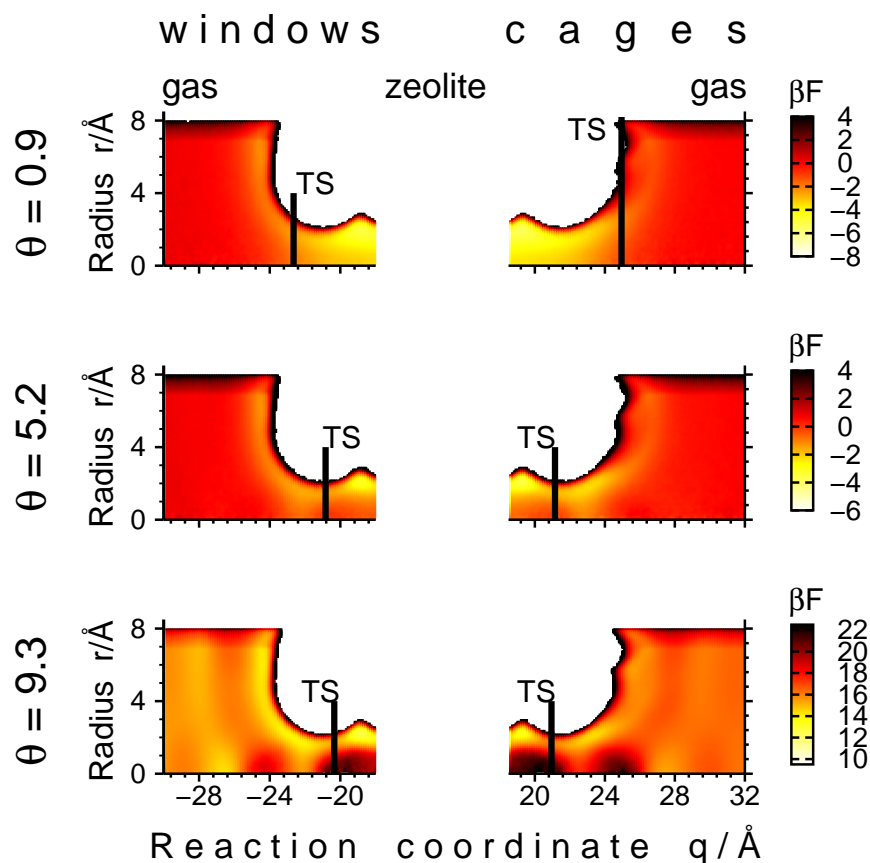 windows cages
gas zeolite gas
θ = 0.9
Radius r/Å
8
4
0
TS
TS
βF
4
2
0
−2
−4
−6
−8
θ = 5.2
Radius r/Å
8
4
0
TS
TS
βF
4
2
0
−2
−4
−6
θ = 9.3
Radius r/Å
8
4
0
TS
TS
βF
22
20
18
16
14
12
10
−28 −24 −20 20 24 28 32
Reaction coordinate q/Å